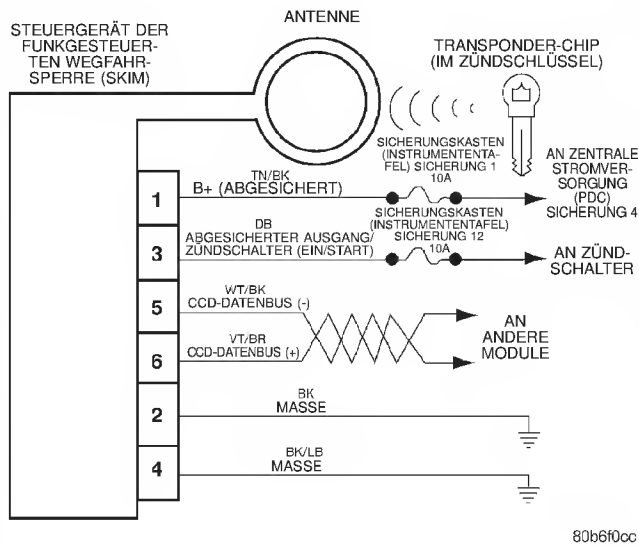 ANTENNE
STEUERGERÄT DER
FUNKGESTEUER-
TEN WEGFAHR-
SPERRE (SKIM)
TRANSPONDER-CHIP
(IM ZÜNDSCHLÜSSEL)
SICHERUNGSKASTEN
(INSTRUMENTENTA-
FEL) SICHERUNG 1
10A
1
TN/BK
B+ (ABGESICHERT)
AN ZENTRALE
STROMVER-
SORGUNG
(PDC)
SICHERUNG 4
SICHERUNGSKASTEN
(INSTRUMENTENTAFEL)
SICHERUNG 12
10A
3
DB
ABGESICHERTER AUSGANG/
ZÜNDSCHALTER (EIN/START)
AN ZÜND-
SCHALTER
5
WT/BK
CCD-DATENBUS (-)
6
VT/BR
CCD-DATENBUS (+)
AN
ANDERE
MODULE
2
BK
MASSE
4
BK/LB
MASSE
80b6f0cc